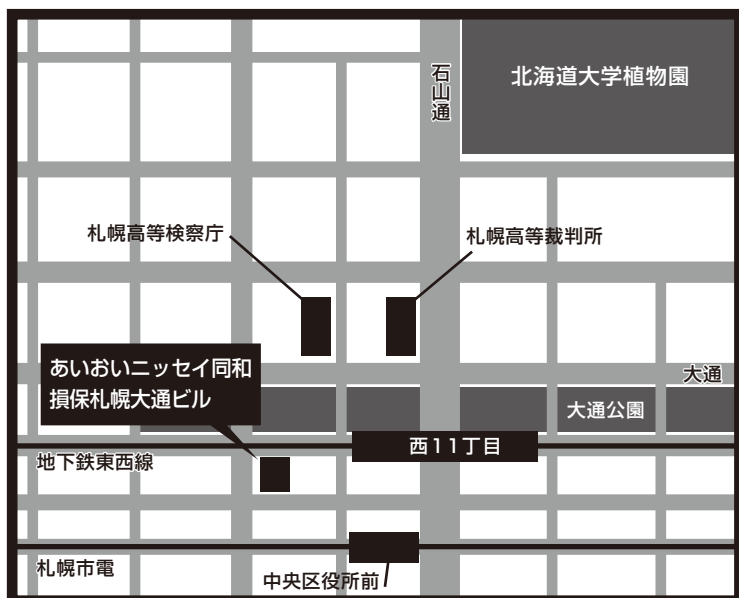 北海道大学植物園
石山通
札幌高等検察庁
札幌高等裁判所
あいおいニッセイ同和
損保札幌大通ビル
大通
大通公園
西11丁目
地下鉄東西線
札幌市電
中央区役所前